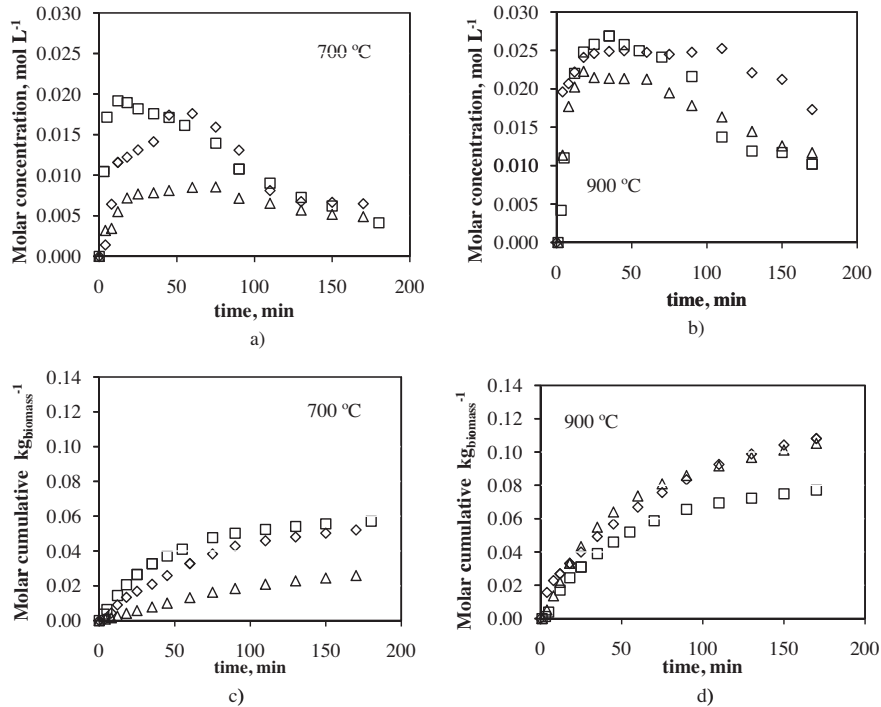 Molar concentration, mol L-1
0.030
0.025
0.020
0.015
0.010
0.005
0.000
700 ºC
0 50 100 150 200
time, min
a)
Molar concentration, mol L-1
0.030
0.025
0.020
0.015
0.010
0.005
0.000
900 ºC
0 50 100 150 200
time, min
b)
Molar cumulative kgbiomass-1
0.14
0.12
0.10
0.08
0.06
0.04
0.02
0.00
700 ºC
0 50 100 150 200
time, min
c)
Molar cumulative kgbiomass-1
0.14
0.12
0.10
0.08
0.06
0.04
0.02
0.00
900 ºC
0 50 100 150 200
time, min
d)